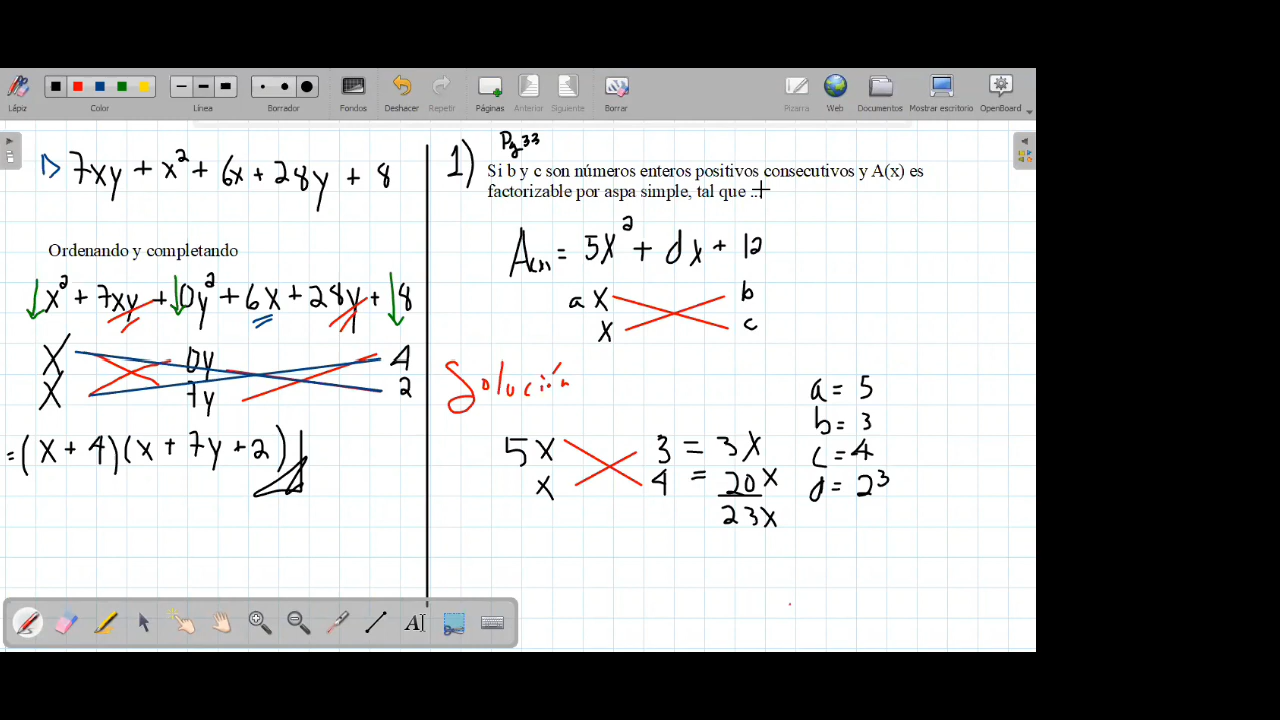 Lápiz Color Línea Borrador Fondos Deshacer Repetir Páginas Anterior Siguiente Borrar Pizarra Web Documentos Mostrar escritorio OpenBoard
7xy + x² + 6x + 28y + 8
Ordenando y completando
x² + 7xy + 0y² + 6x + 28y + 8
x 0y 4
x 7y 2
= (x + 4)(x + 7y + 2)
Pg 33
1) Si b y c son números enteros positivos consecutivos y A(x) es
factorizable por aspa simple, tal que ..
A(x) = 5x² + dx + 12
a x b
x c
Solución
5x 3 = 3x
x 4 = 20x
23x
a = 5
b = 3
c = 4
d = 23